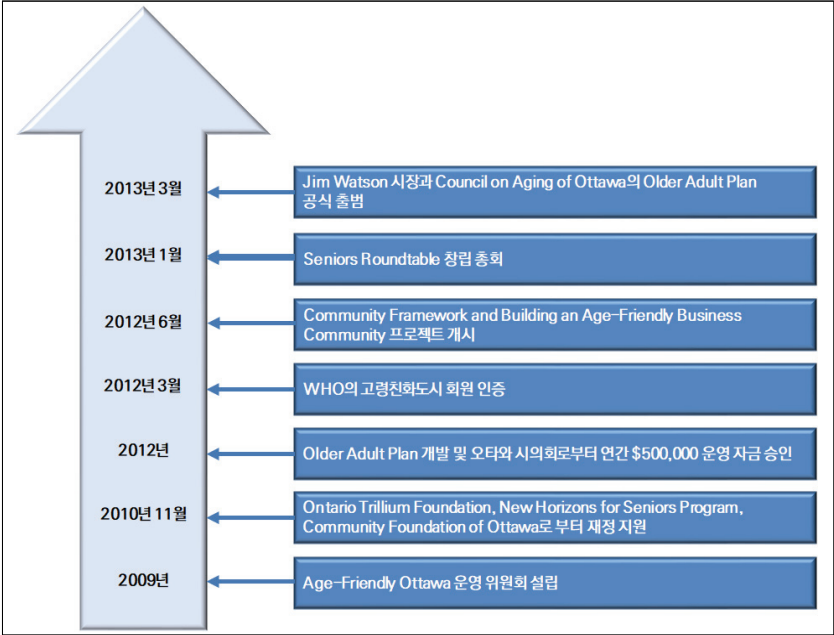 2013년 3월
Jim Watson 시장과 Council on Aging of Ottawa의 Older Adult Plan
공식 출범
2013년 1월
Seniors Roundtable 창립 총회
2012년 6월
Community Framework and Building an Age-Friendly Business
Community 프로젝트 개시
2012년 3월
WHO의 고령친화도시 회원 인증
2012년
Older Adult Plan 개발 및 오타와 시의회로부터 연간 $500,000 운영 자금 승인
2010년 11월
Ontario Trillium Foundation, New Horizons for Seniors Program,
Community Foundation of Ottawa로 부터 재정 지원
2009년
Age-Friendly Ottawa 운영 위원회 설립